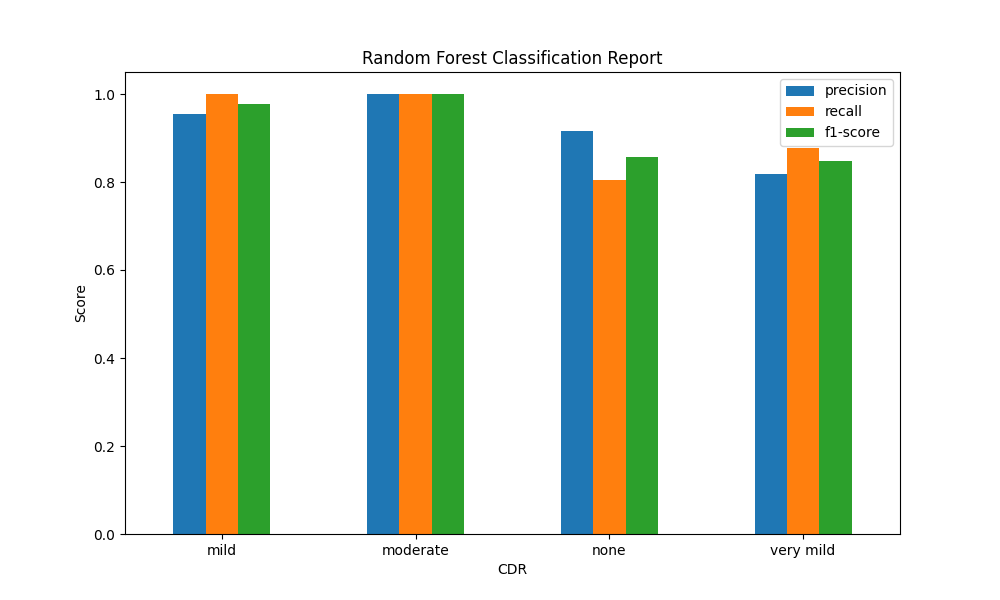 Random Forest Classification Report
precision
recall
f1-score
1.0
0.8
0.6
0.4
0.2
0.0
Score
mild moderate none very mild
CDR